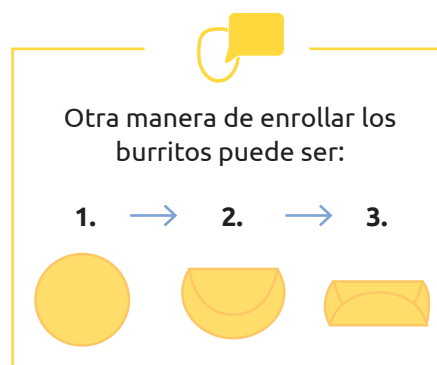 Otra manera de enrollar los
burritos puede ser:
1. → 2. → 3.